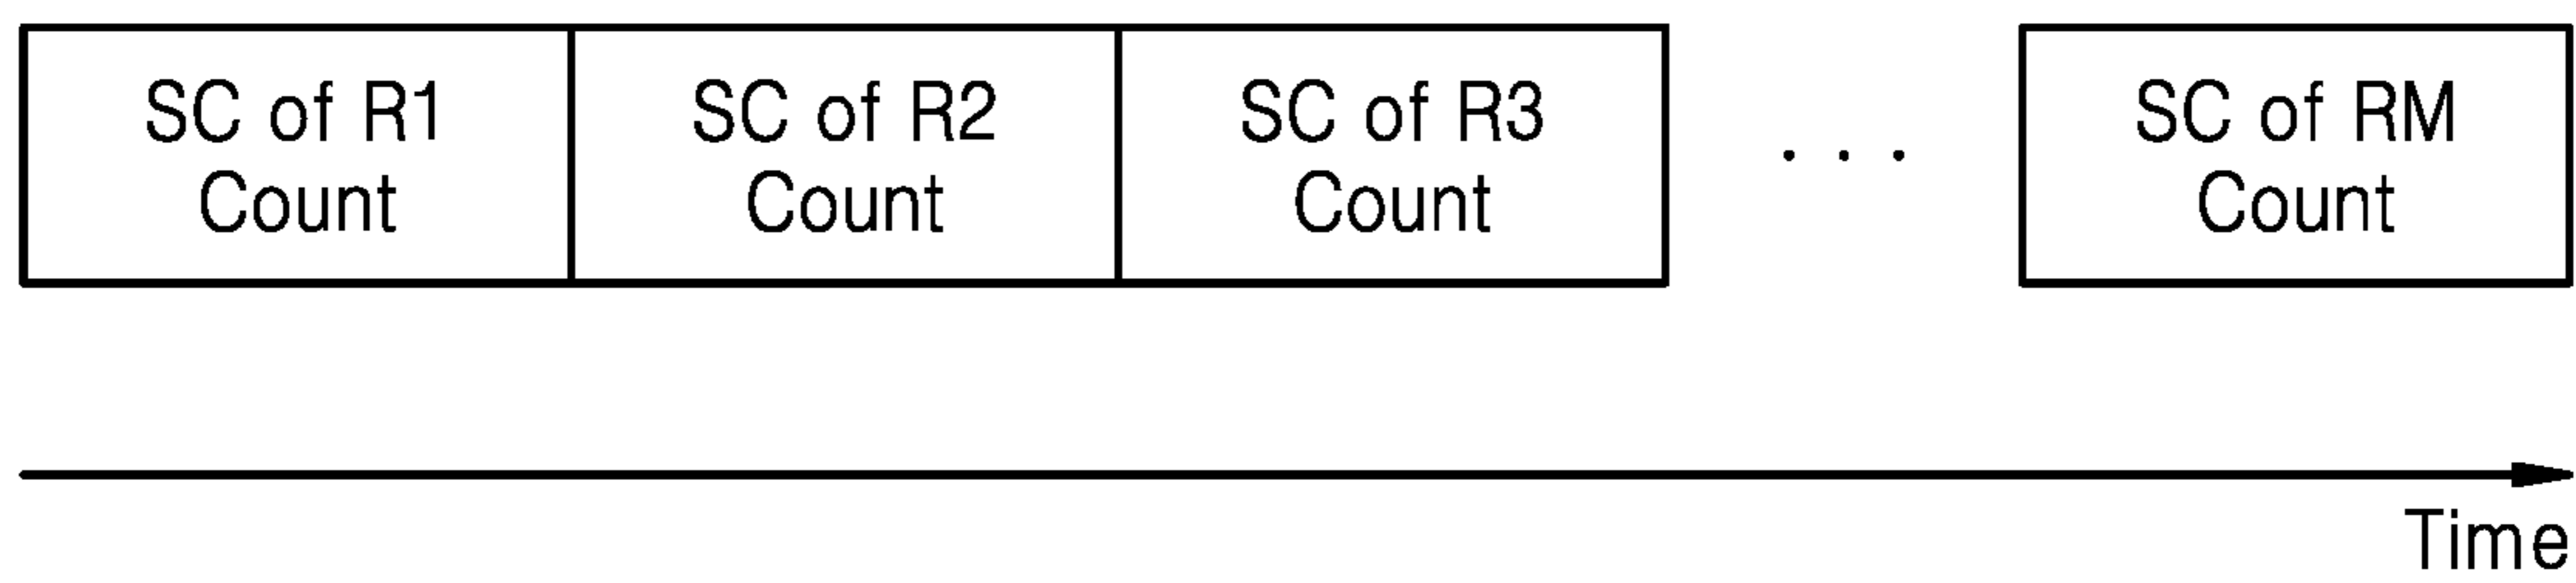 SC of R1
Count
SC of R2
Count
SC of R3
Count
. . .
SC of RM
Count
Time